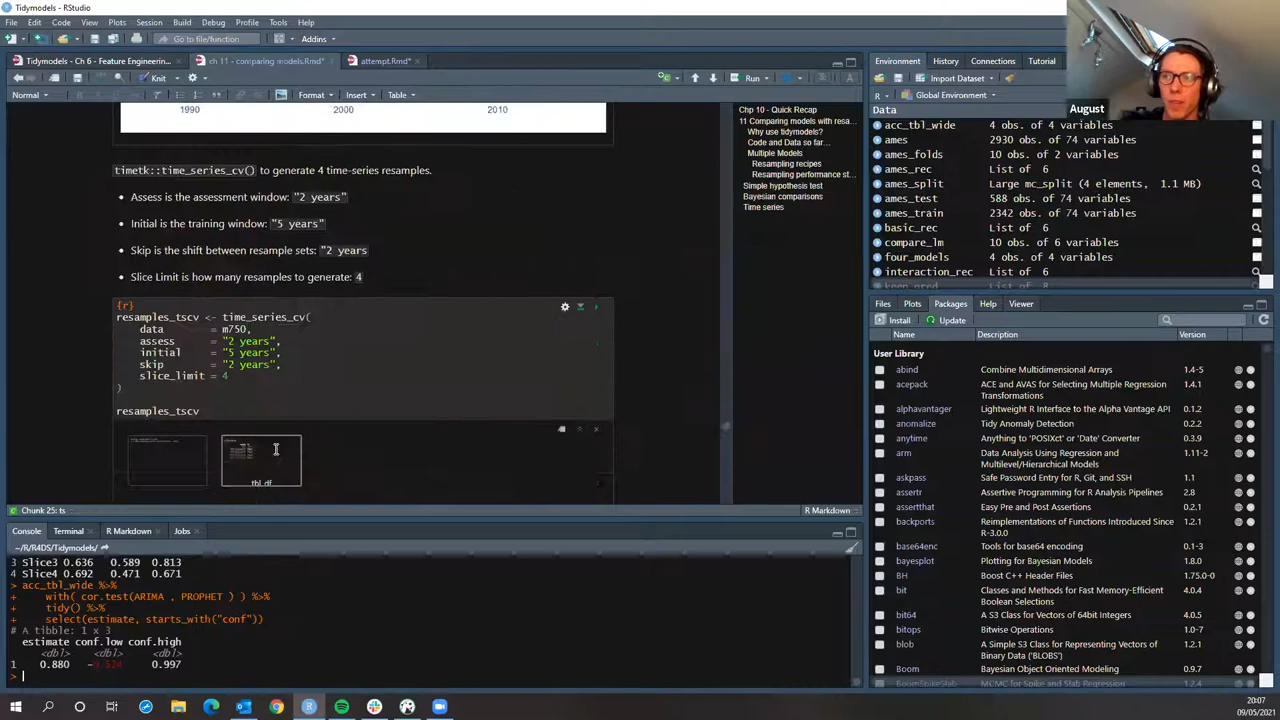 Tidymodels - RStudio
File Edit Code View Plots Session Build Debug Profile Tools Help
Go to file/function Addins
Tidymodels - Ch 6 - Feature Engineerin... ch 11 - comparing models.Rmd* attempt.Rmd*
Knit Run
Normal Format Insert Table
1990 2000 2010
timetk::time_series_cv() to generate 4 time-series resamples.
• Assess is the assessment window: "2 years"
• Initial is the training window: "5 years"
• Skip is the shift between resample sets: "2 years
• Slice Limit is how many resamples to generate: 4
{r}
resamples_tscv <- time_series_cv(
data = m750,
assess = "2 years",
initial = "5 years",
skip = "2 years",
slice_limit = 4
)
resamples_tscv
tbl_df
Chunk 25: ts R Markdown
Chp 10 - Quick Recap
11 Comparing models with resa...
Why use tidymodels?
Code and Data so far...
Multiple Models
Resampling recipes
Resampling performance st...
Simple hypothesis test
Bayesian comparisons
Time series
Console Terminal R Markdown Jobs
~/R/R4DS/Tidymodels/
3 Slice3 0.636 0.589 0.813
4 Slice4 0.692 0.471 0.671
> acc_tbl_wide %>%
+ with( cor.test(ARIMA , PROPHET ) ) %>%
+ tidy() %>%
+ select(estimate, starts_with("conf"))
# A tibble: 1 x 3
estimate conf.low conf.high
<dbl> <dbl> <dbl>
1 0.880 -0.524 0.997
>
Environment History Connections Tutorial
Import Dataset
R Global Environment
Data
acc_tbl_wide 4 obs. of 4 variables
ames 2930 obs. of 74 variables
ames_folds 10 obs. of 2 variables
ames_rec List of 6
ames_split Large mc_split (4 elements, 1.1 MB)
ames_test 588 obs. of 74 variables
ames_train 2342 obs. of 74 variables
basic_rec List of 6
compare_lm 10 obs. of 6 variables
four_models 4 obs. of 4 variables
interaction_rec List of 6
keep_pred List of 8
August
Files Plots Packages Help Viewer
Install Update
Name Description Version
User Library
abind Combine Multidimensional Arrays 1.4-5
acepack ACE and AVAS for Selecting Multiple Regression Transformations 1.4.1
alphavantager Lightweight R Interface to the Alpha Vantage API 0.1.2
anomalize Tidy Anomaly Detection 0.2.2
anytime Anything to 'POSIXct' or 'Date' Converter 0.3.9
arm Data Analysis Using Regression and Multilevel/Hierarchical Models 1.11-2
askpass Safe Password Entry for R, Git, and SSH 1.1
assertr Assertive Programming for R Analysis Pipelines 2.8
assertthat Easy Pre and Post Assertions 0.2.1
backports Reimplementations of Functions Introduced Since R-3.0.0 1.2.1
base64enc Tools for base64 encoding 0.1-3
bayesplot Plotting for Bayesian Models 1.8.0
BH Boost C++ Header Files 1.75.0-0
bit Classes and Methods for Fast Memory-Efficient Boolean Selections 4.0.4
bit64 A S3 Class for Vectors of 64bit Integers 4.0.5
bitops Bitwise Operations 1.0-7
blob A Simple S3 Class for Representing Vectors of Binary Data ('BLOBS') 1.2.1
Boom Bayesian Object Oriented Modeling 0.9.7
BoomSpikeSlab MCMC for Spike and Slab Regression 1.2.4
20:07
09/05/2021